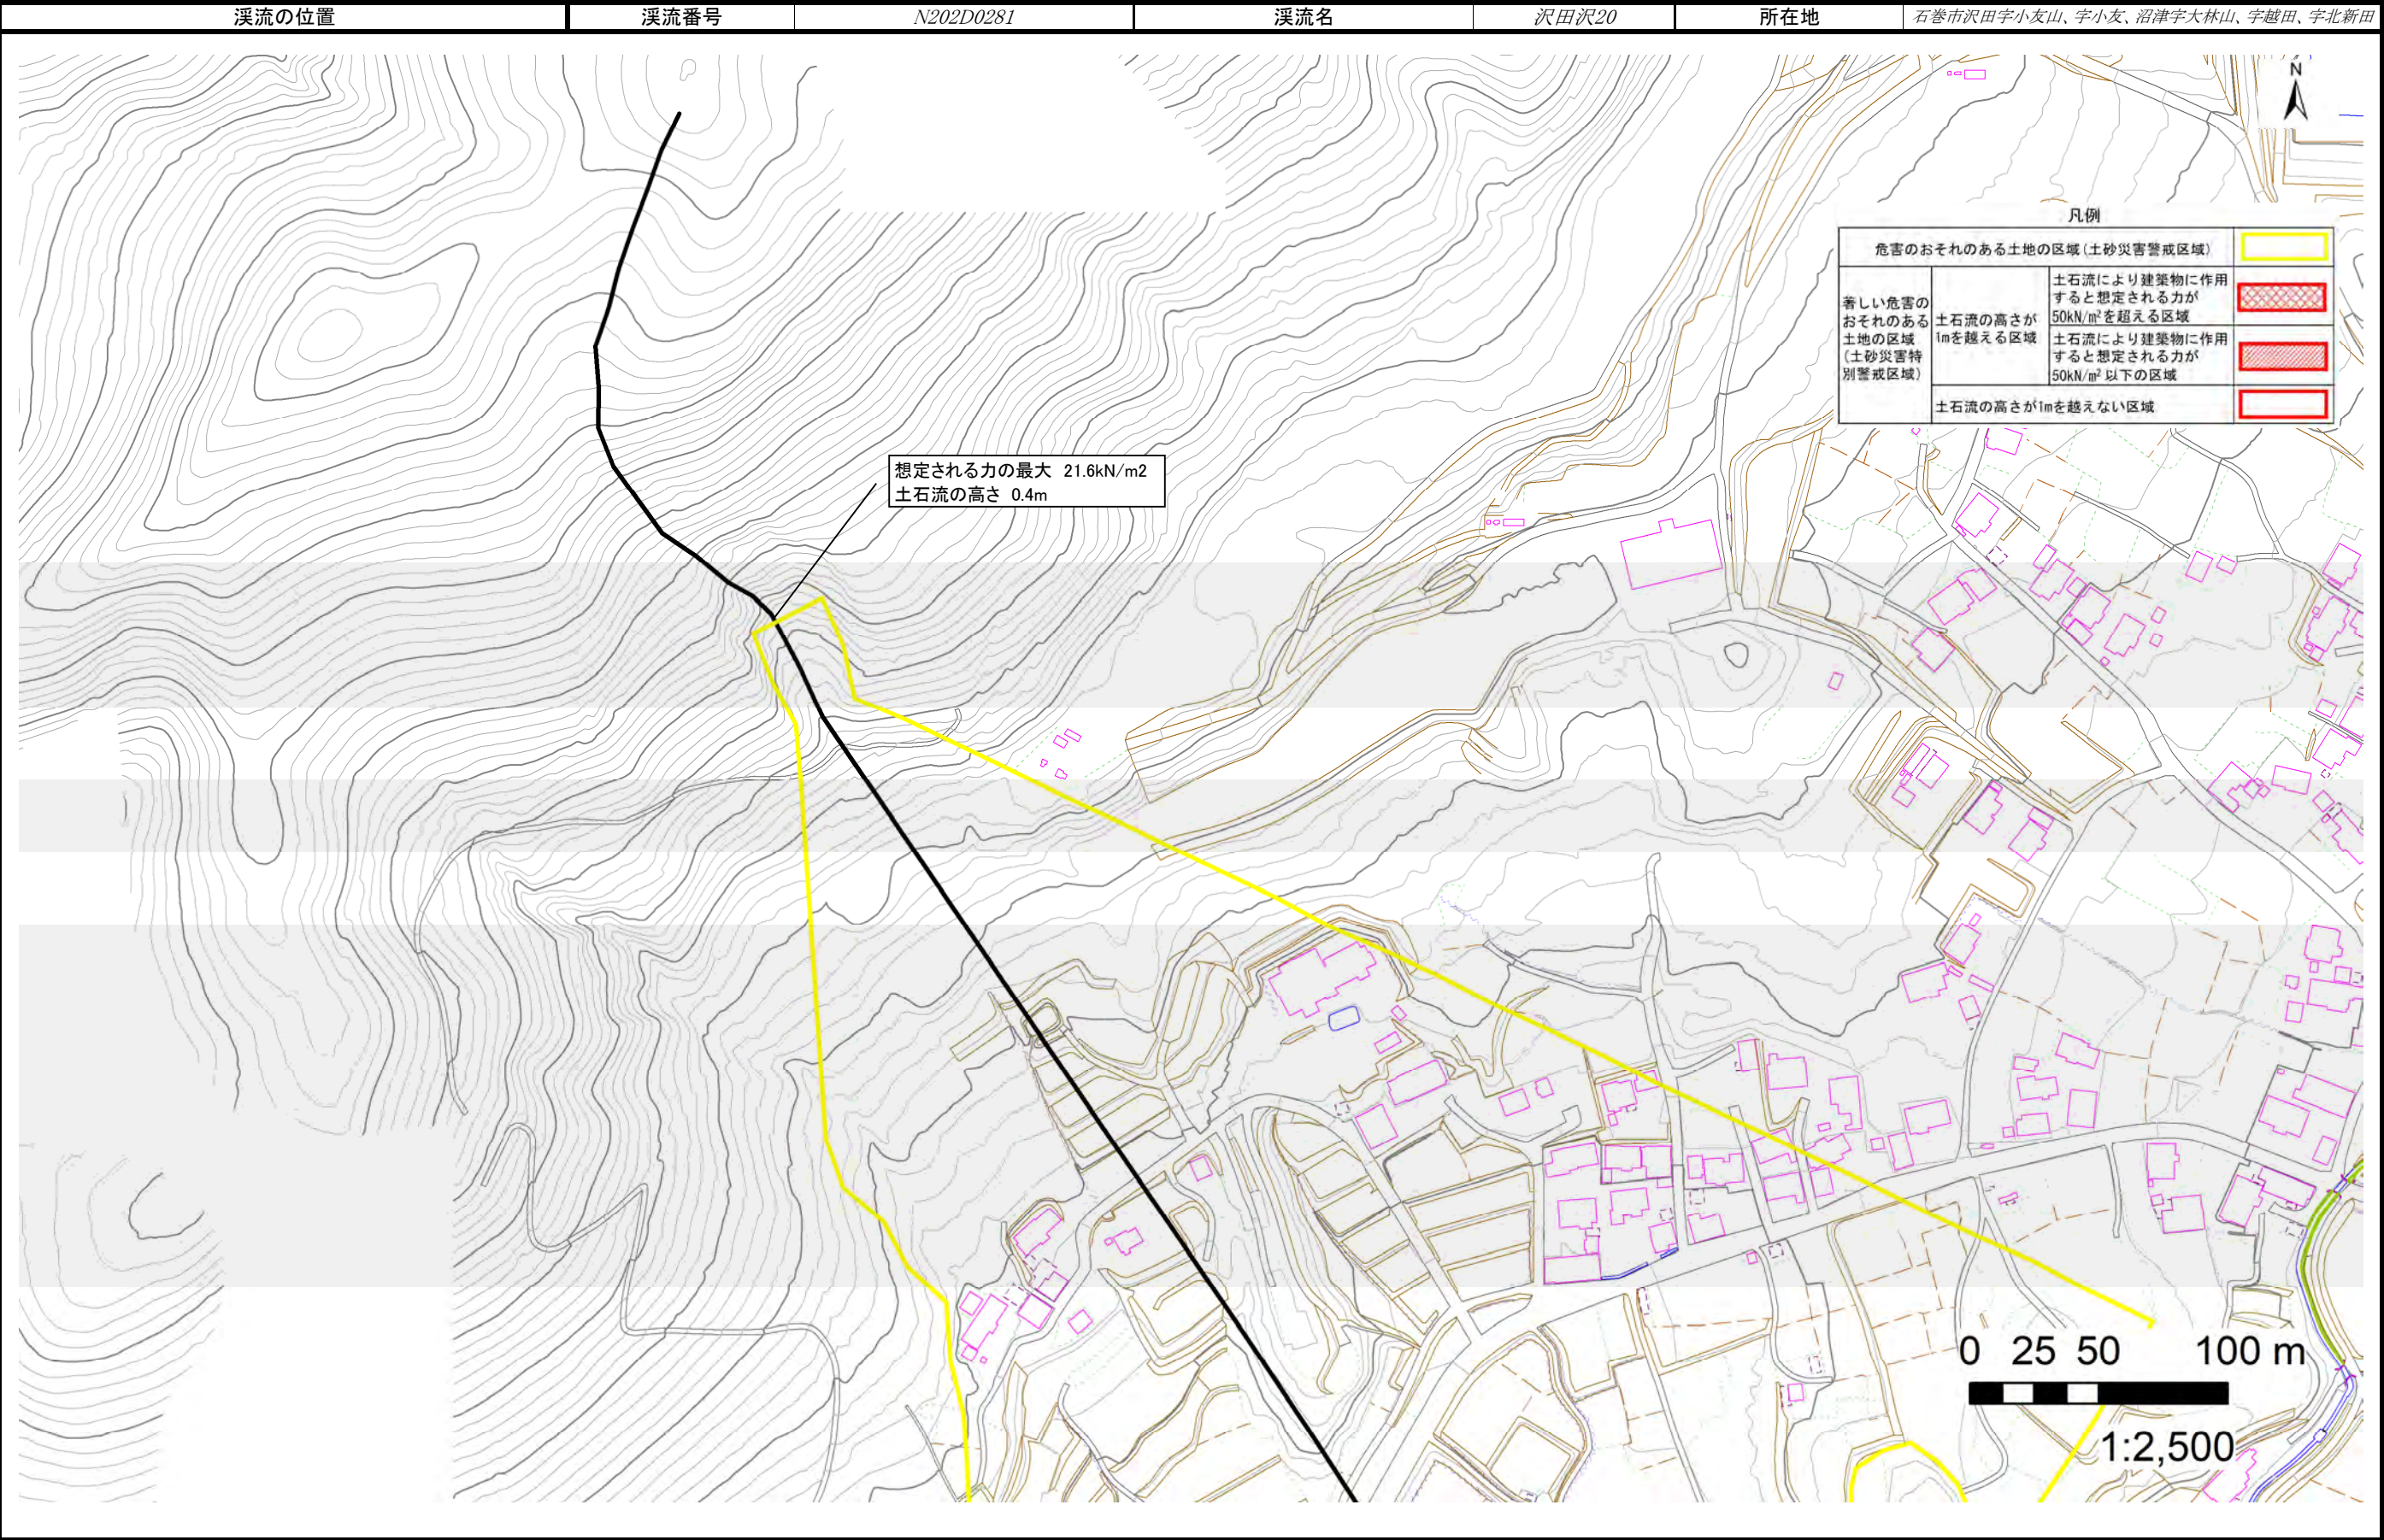 渓流の位置 渓流番号 N202D0281 渓流名 沢田沢20 所在地 石巻市沢田字小友山、字小友、沼津字大林山、字越田、字北新田
N
凡例
危害のおそれのある土地の区域(土砂災害警戒区域)
著しい危害の
おそれのある
土地の区域
(土砂災害特
別警戒区域)
土石流の高さが
1mを越える区域
土石流により建築物に作用
すると想定される力が
50kN/m²を超える区域
土石流により建築物に作用
すると想定される力が
50kN/m²以下の区域
土石流の高さが1mを越えない区域
想定される力の最大 21.6kN/m2
土石流の高さ 0.4m
0 25 50 100 m
1:2,500